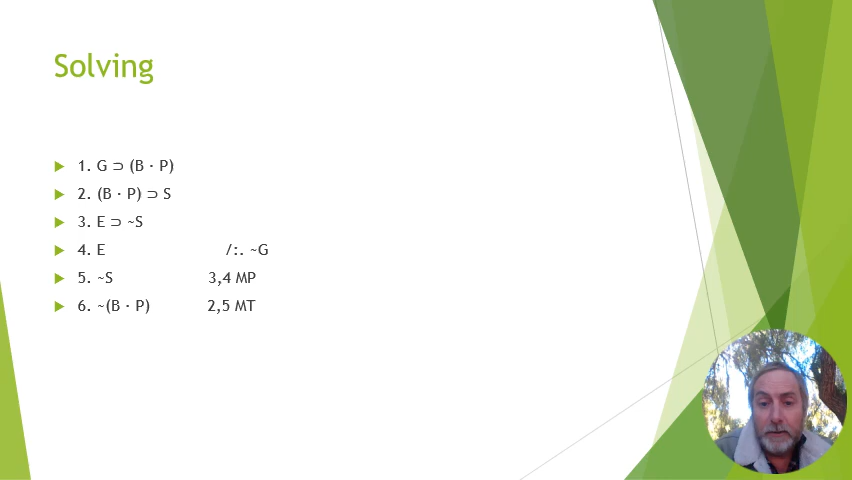 Solving
1. G ⊃ (B · P)
2. (B · P) ⊃ S
3. E ⊃ ~S
4. E /:. ~G
5. ~S 3,4 MP
6. ~(B · P) 2,5 MT